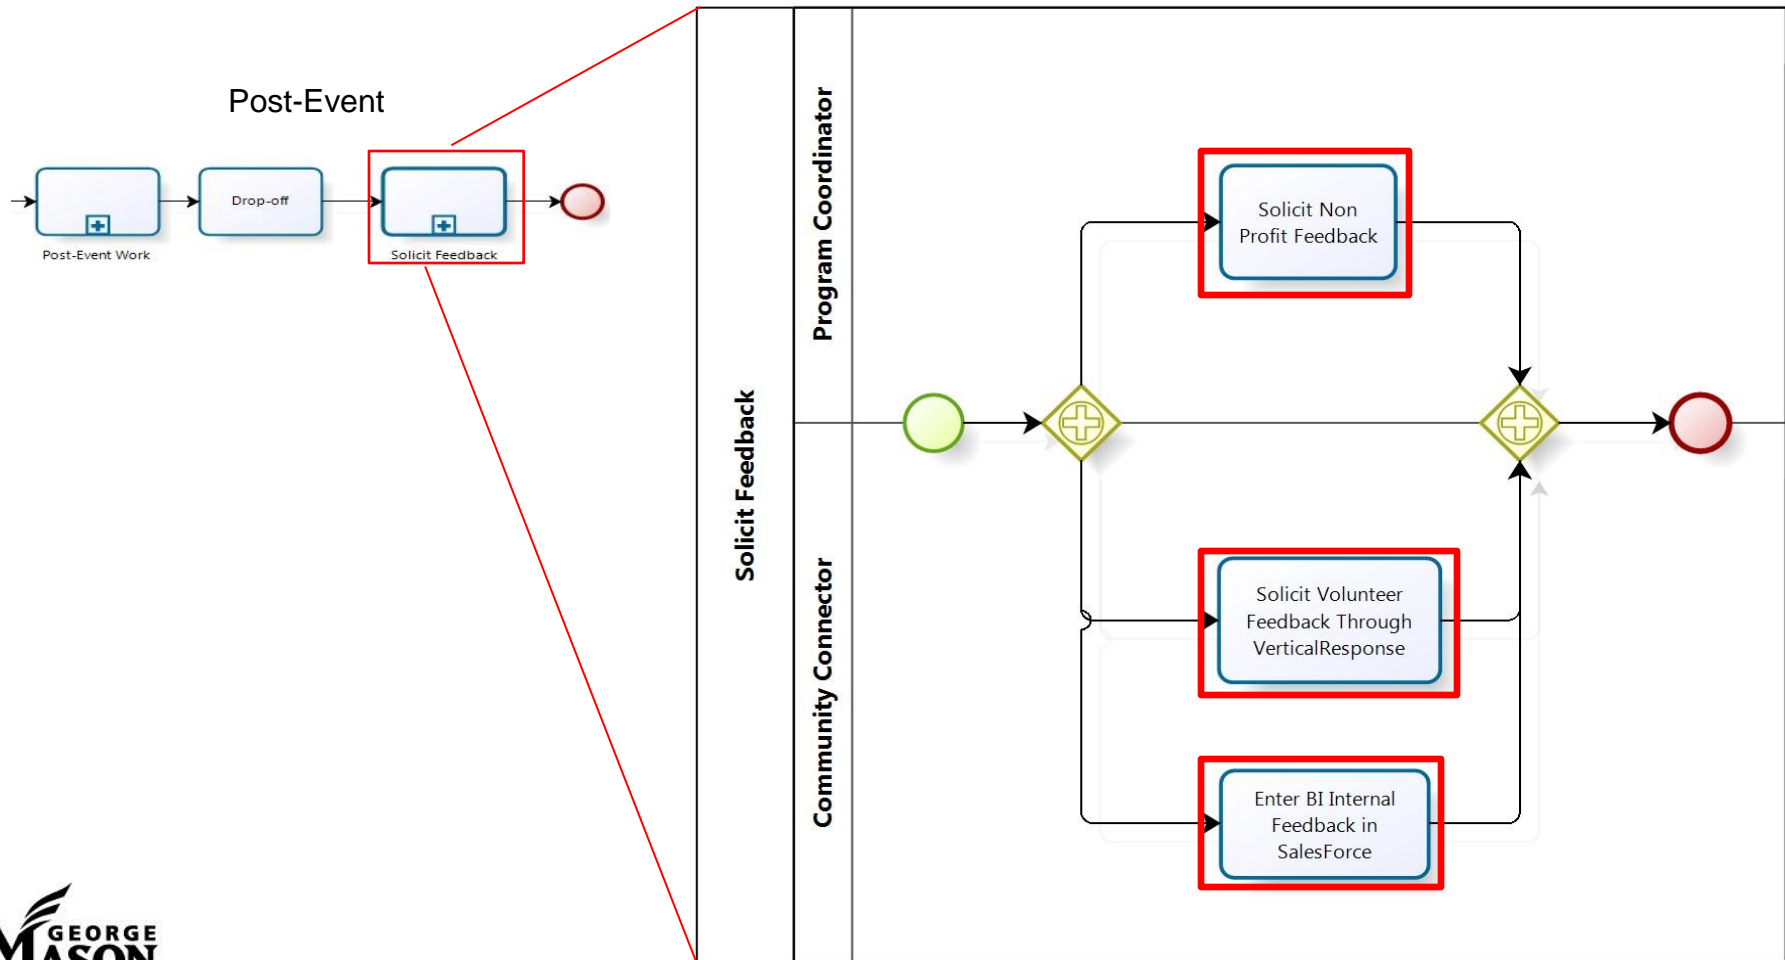 Post-Event
Drop-off
Post-Event Work
Solicit Feedback
Solicit Feedback
Program Coordinator
Community Connector
Solicit Non
Profit Feedback
Solicit Volunteer
Feedback Through
VerticalResponse
Enter BI Internal
Feedback in
SalesForce
GEORGE
MASON